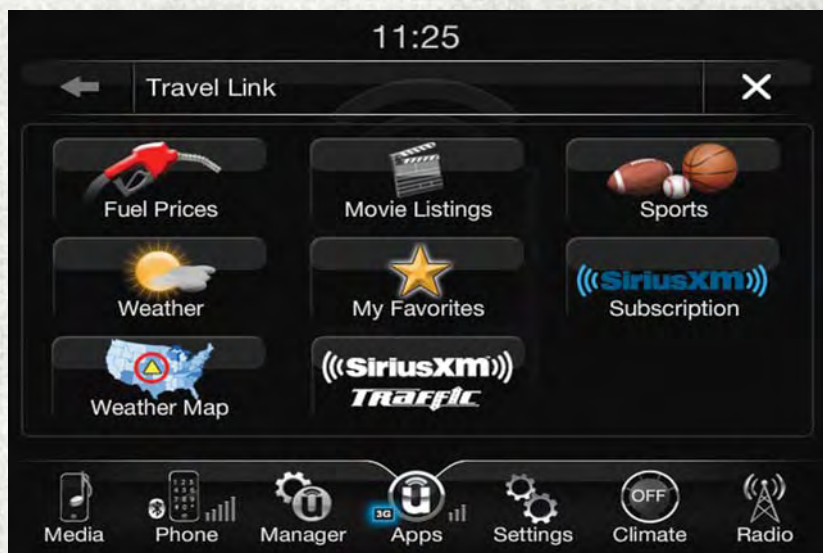 11:25
Travel Link
Fuel Prices
Movie Listings
Sports
Weather
My Favorites
SiriusXM
Subscription
Weather Map
SiriusXM
TRaffic
Media
Phone
Manager
3G
u
Apps
Settings
OFF
Climate
Radio